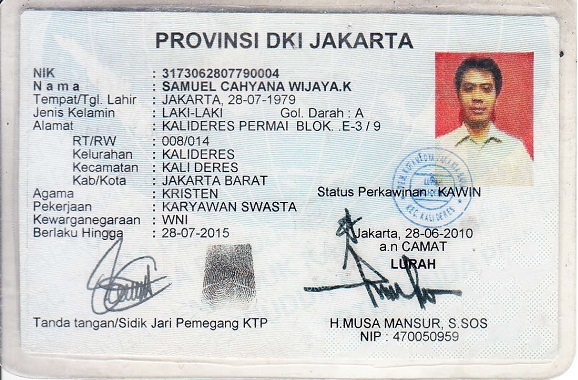 PROVINSI DKI JAKARTA
NIK : 3173062807790004
Nama : SAMUEL CAHYANA WIJAYA.K
Tempat/Tgl. Lahir : JAKARTA, 28-07-1979
Jenis Kelamin : LAKI-LAKI Gol. Darah : A
Alamat : KALIDERES PERMAI BLOK. .E-3 / 9
RT/RW : 008/014
Kelurahan : KALIDERES
Kecamatan : KALI DERES
Kab/Kota : JAKARTA BARAT
Agama : KRISTEN Status Perkawinan : KAWIN
Pekerjaan : KARYAWAN SWASTA
Kewarganegaraan : WNI
Berlaku Hingga : 28-07-2015 Jakarta, 28-06-2010
a.n CAMAT
LURAH
KEC. KALI DERES
Tanda tangan/Sidik Jari Pemegang KTP
H.MUSA MANSUR, S.SOS
NIP : 470050959